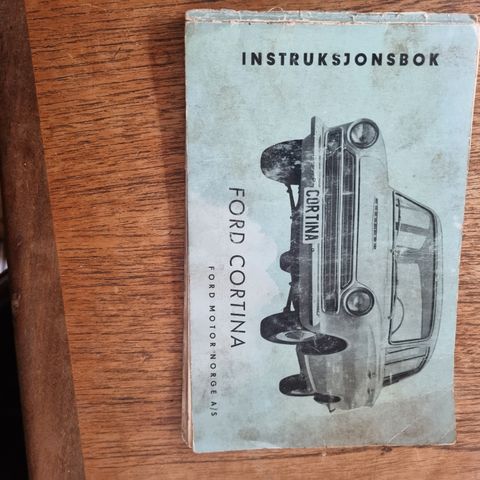 INSTRUKSJONSBOK
CORTINA
FORD CORTINA
FORD MOTOR NORGE A/S